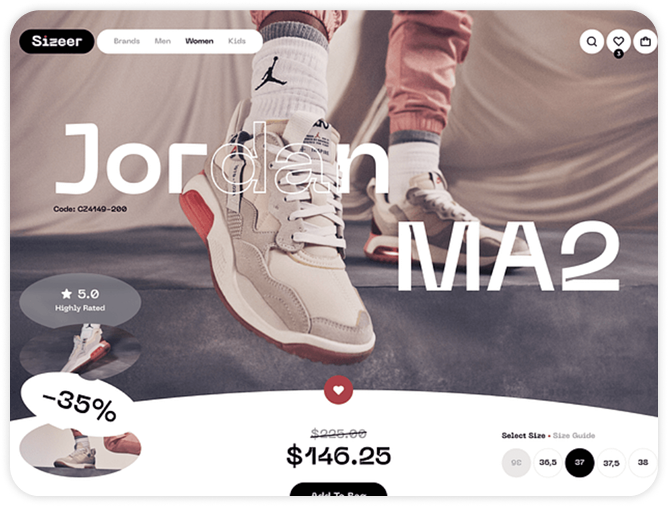 Sizeer
Brands Men Women Kids
3
Jordan
Code: CZ4149-200
MA2
★ 5.0
Highly Rated
-35%
$225.00
$146.25
Add To Bag
Select Size • Size Guide
36,5 37 37,5 38